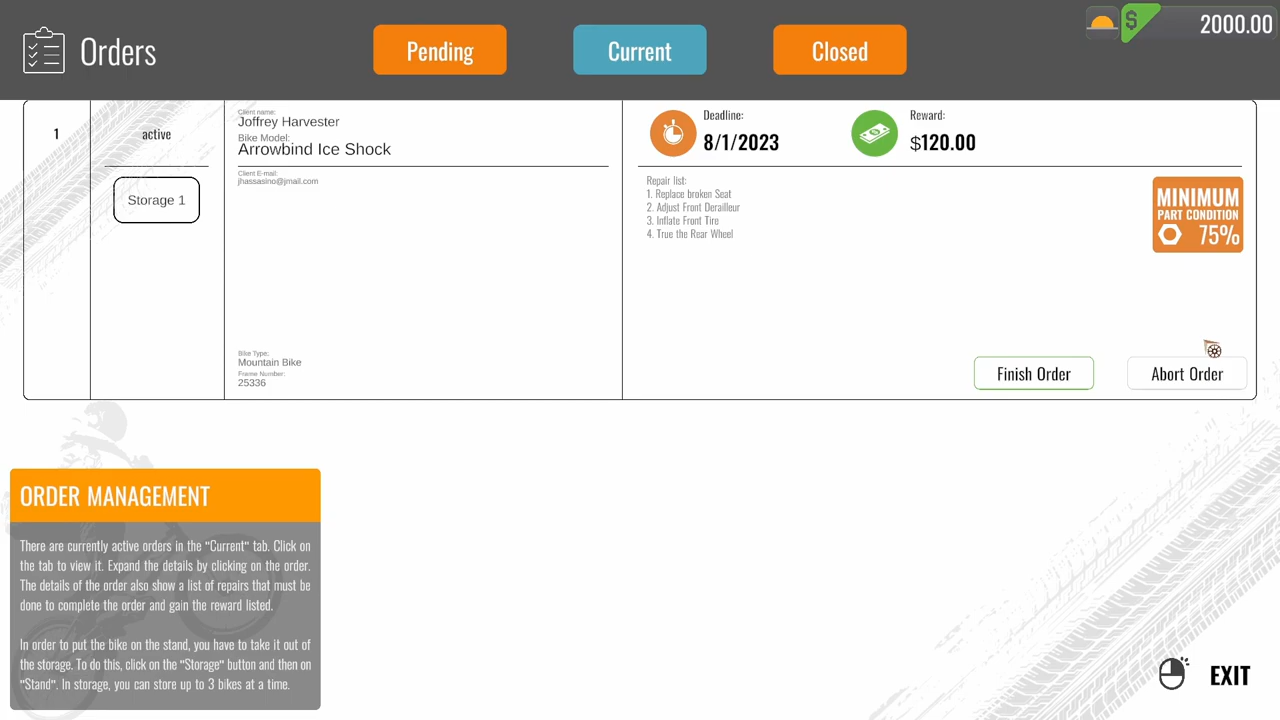 Orders
Pending
Current
Closed
$
2000.00
1
active
Storage 1
Client name:
Joffrey Harvester
Bike Model:
Arrowbind Ice Shock
Client E-mail:
jhassasino@jmail.com
Bike Type:
Mountain Bike
Frame Number:
25336
Deadline:
8/1/2023
Reward:
$120.00
Repair list:
1. Replace broken Seat
2. Adjust Front Derailleur
3. Inflate Front Tire
4. True the Rear Wheel
MINIMUM
PART CONDITION
75%
Finish Order
Abort Order
ORDER MANAGEMENT
There are currently active orders in the "Current" tab. Click on
the tab to view it. Expand the details by clicking on the order.
The details of the order also show a list of repairs that must be
done to complete the order and gain the reward listed.
In order to put the bike on the stand, you have to take it out of
the storage. To do this, click on the "Storage" button and then on
"Stand". In storage, you can store up to 3 bikes at a time.
EXIT